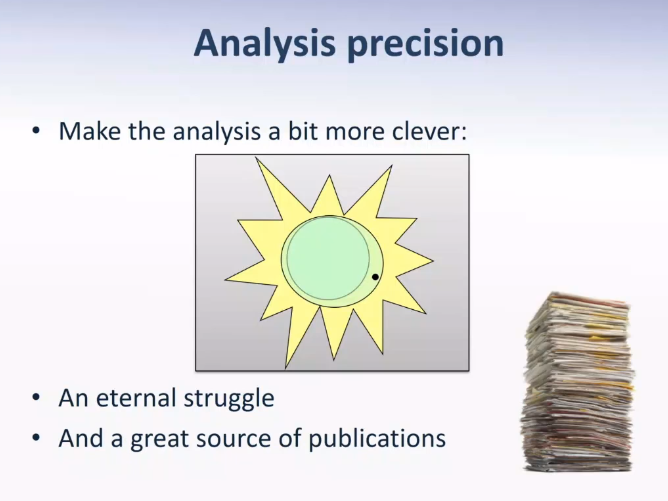 Analysis precision
• Make the analysis a bit more clever:
• An eternal struggle
• And a great source of publications